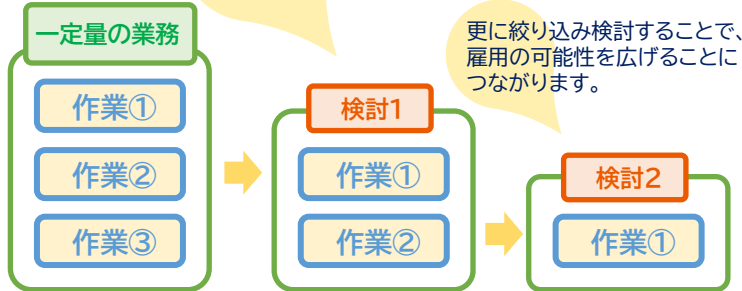 一定量の業務
作業①
作業②
作業③
検討1
作業①
作業②
更に絞り込み検討することで、
雇用の可能性を広げることに
つながります。
検討2
作業①